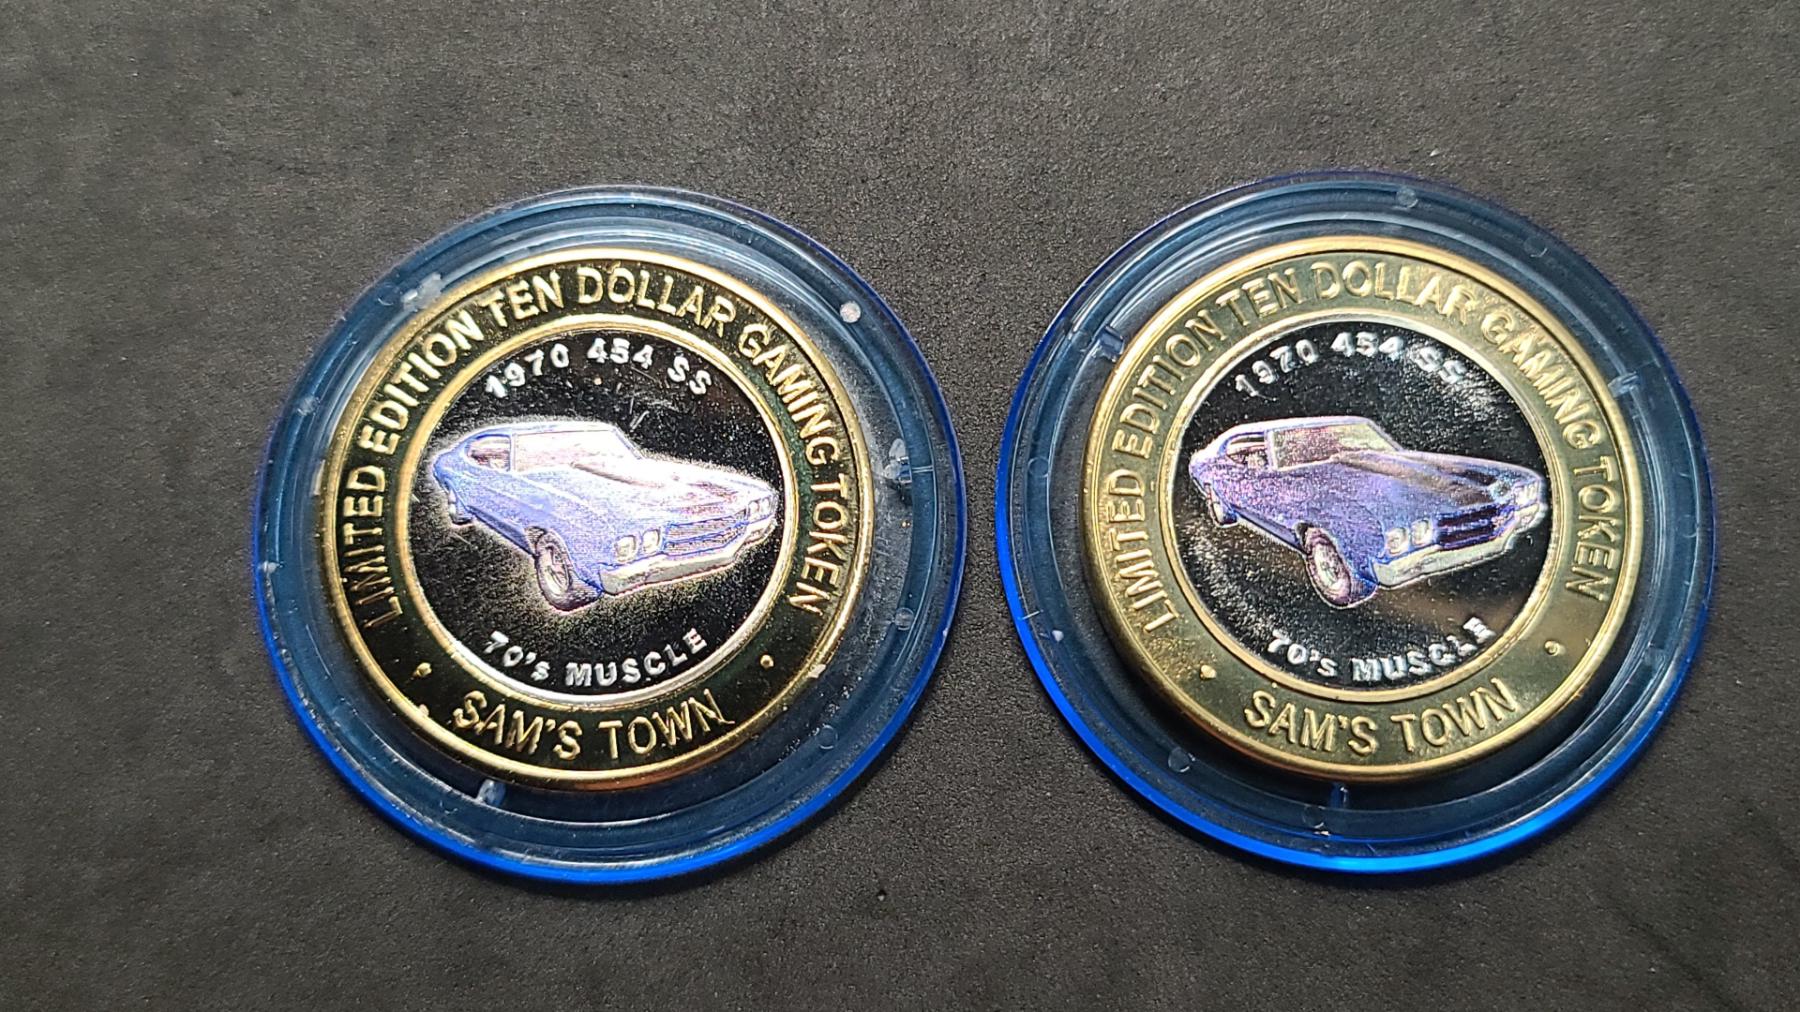 LIMITED EDITION TEN DOLLAR GAMING TOKEN
1970 454 SS
70's MUSCLE
SAM'S TOWN
LIMITED EDITION TEN DOLLAR GAMING TOKEN
1970 454 SS
70's MUSCLE
SAM'S TOWN